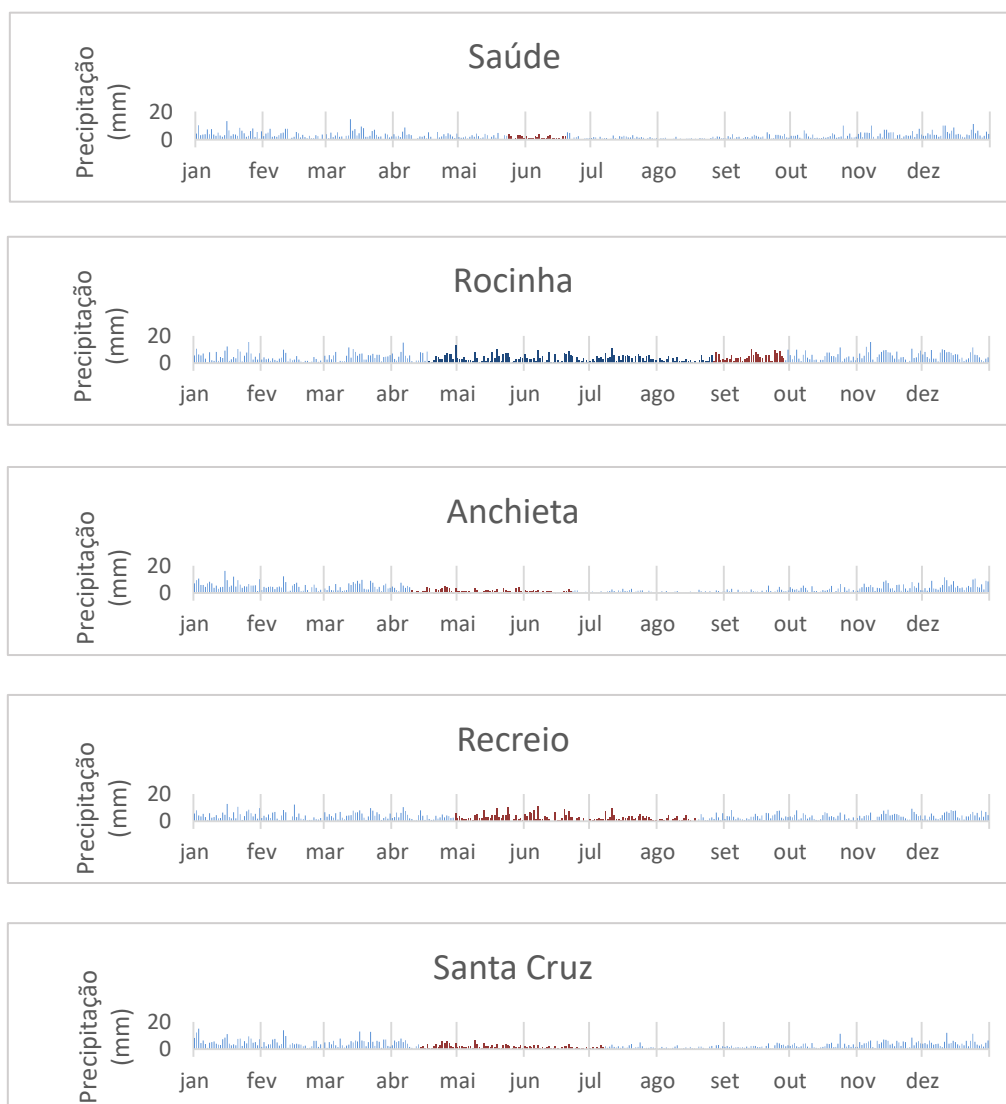 Saúde
Precipitação
(mm)
20
0
jan fev mar abr mai jun jul ago set out nov dez
Rocinha
Precipitação
(mm)
20
0
jan fev mar abr mai jun jul ago set out nov dez
Anchieta
Precipitação
(mm)
20
0
jan fev mar abr mai jun jul ago set out nov dez
Recreio
Precipitação
(mm)
20
0
jan fev mar abr mai jun jul ago set out nov dez
Santa Cruz
Precipitação
(mm)
20
0
jan fev mar abr mai jun jul ago set out nov dez